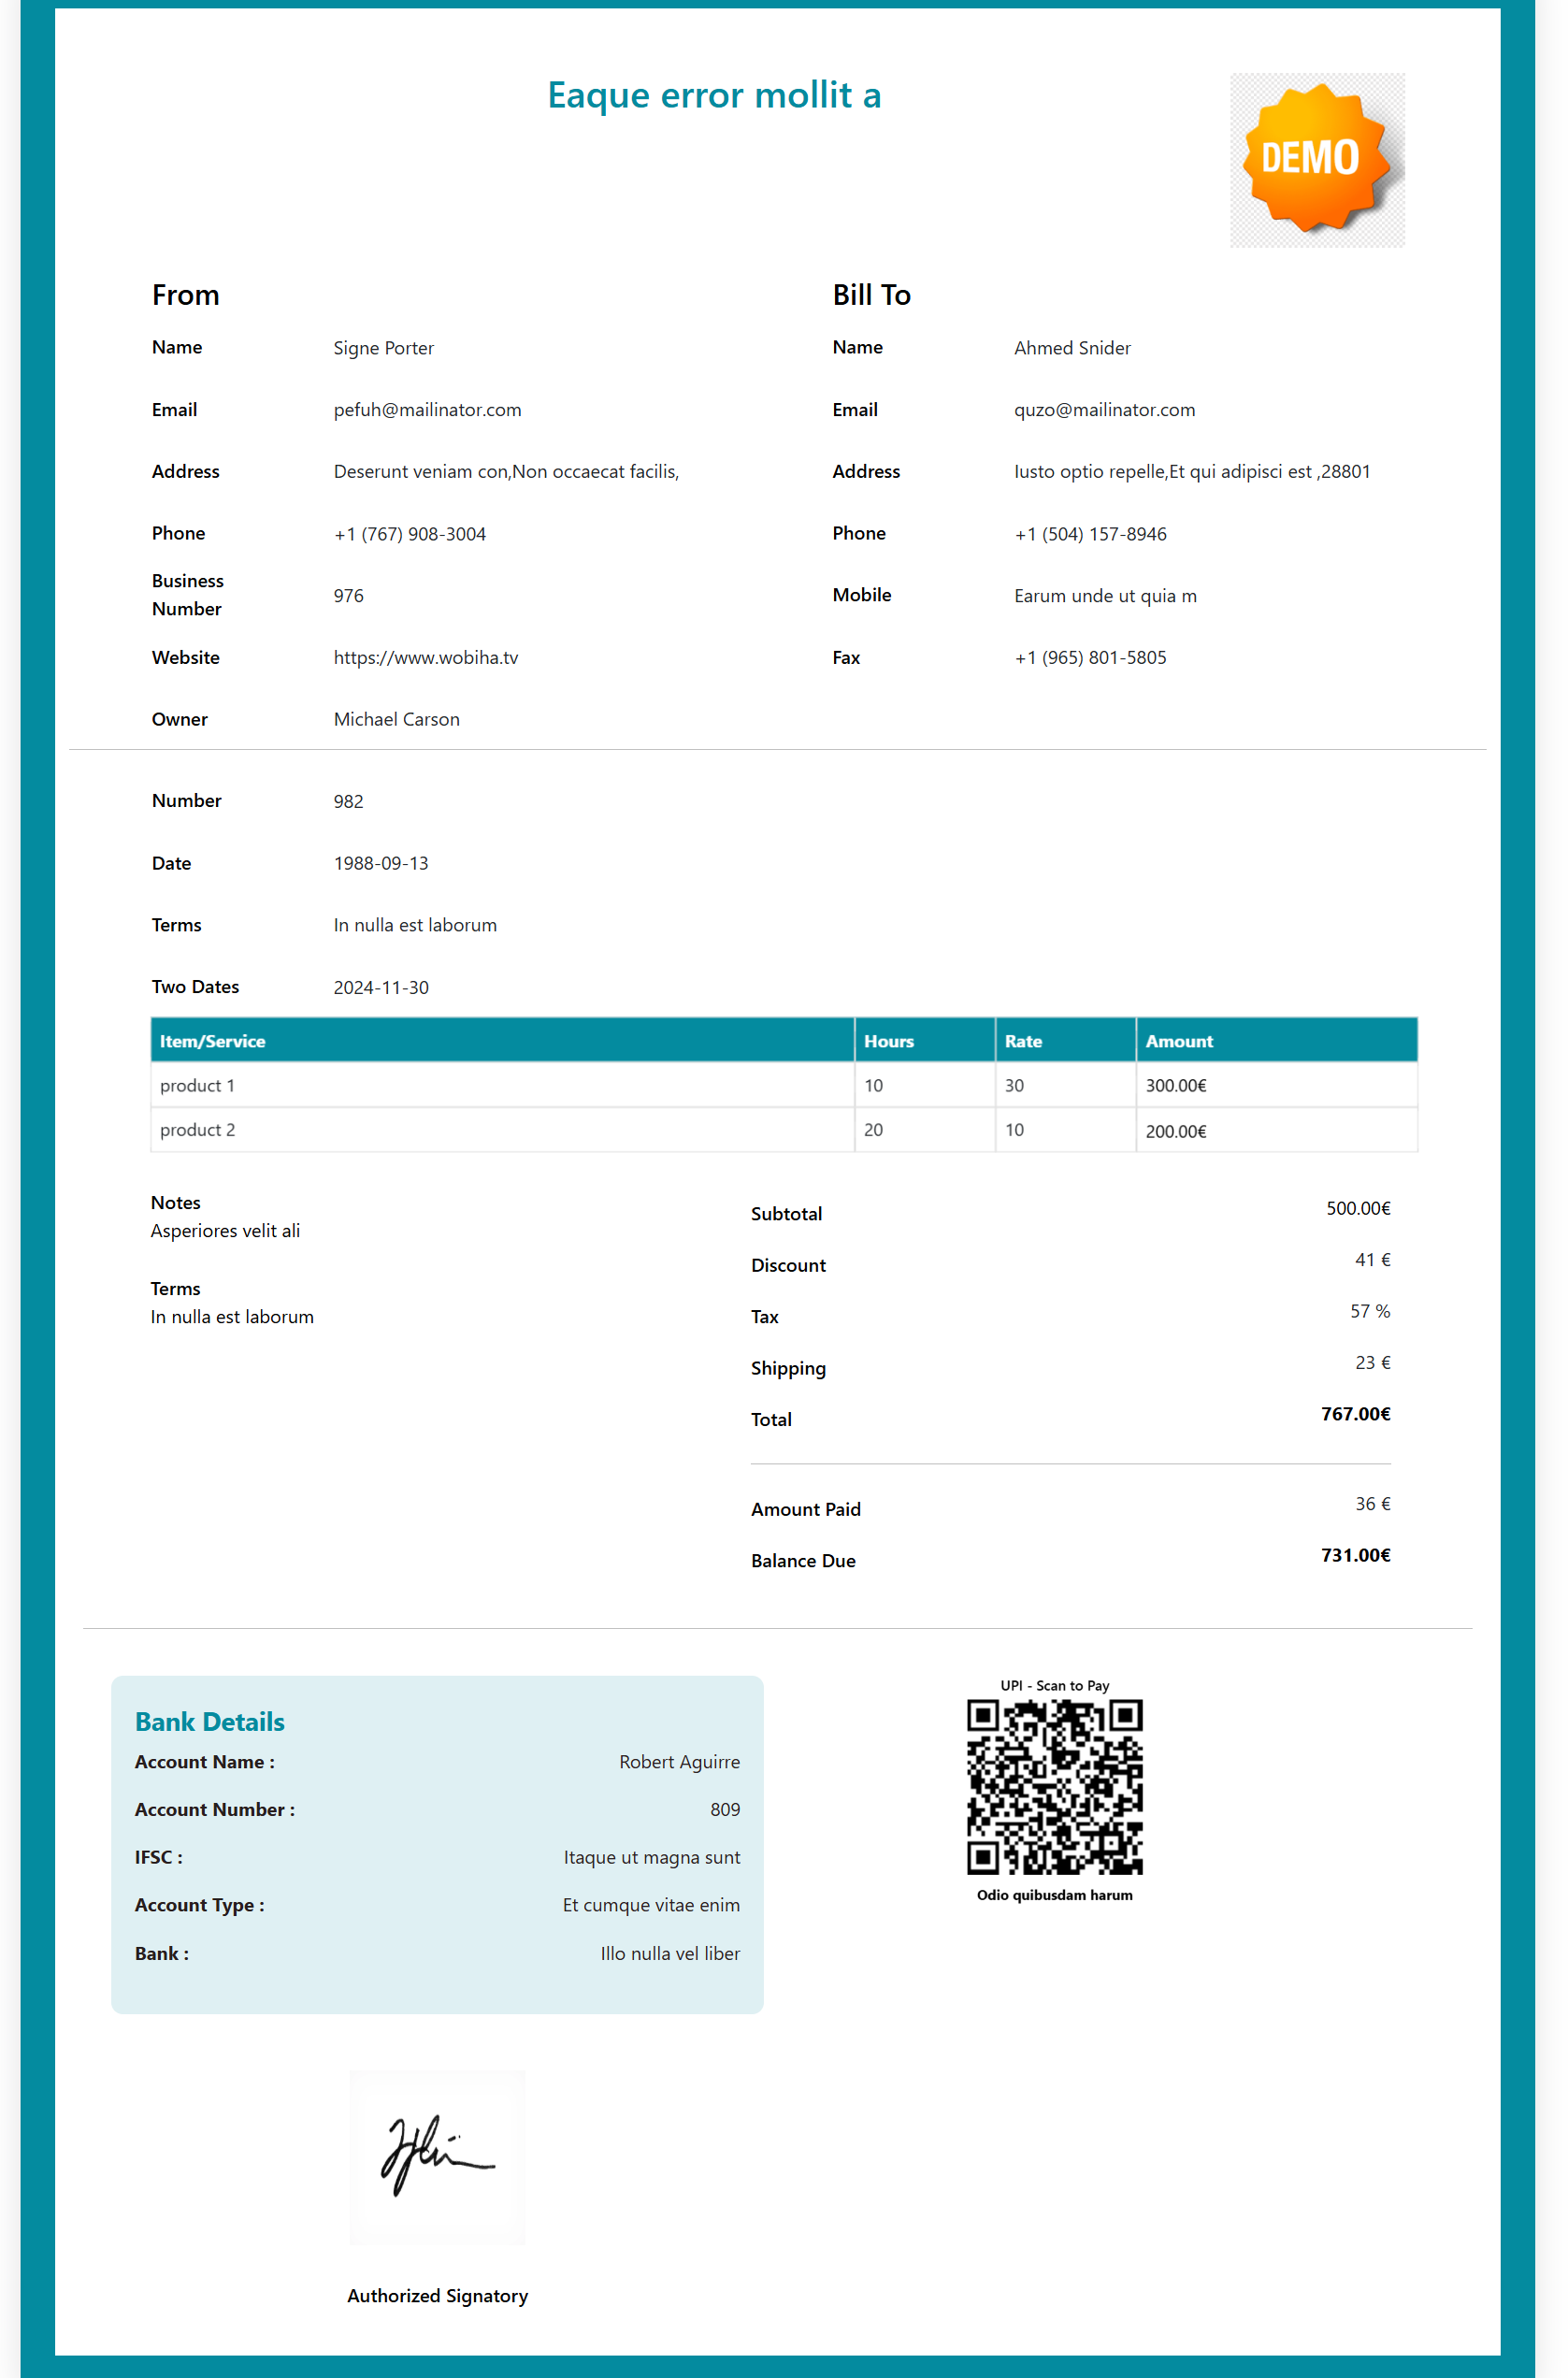 Eaque error mollit a
DEMO
From
Name Signe Porter
Email pefuh@mailinator.com
Address Deserunt veniam con,Non occaecat facilis,
Phone +1 (767) 908-3004
Business
Number 976
Website https://www.wobiha.tv
Owner Michael Carson
Bill To
Name Ahmed Snider
Email quzo@mailinator.com
Address Iusto optio repelle,Et qui adipisci est ,28801
Phone +1 (504) 157-8946
Mobile Earum unde ut quia m
Fax +1 (965) 801-5805
Number 982
Date 1988-09-13
Terms In nulla est laborum
Two Dates 2024-11-30
Item/Service Hours Rate Amount
product 1 10 30 300.00€
product 2 20 10 200.00€
Notes
Asperiores velit ali
Terms
In nulla est laborum
Subtotal 500.00€
Discount 41 €
Tax 57 %
Shipping 23 €
Total 767.00€
Amount Paid 36 €
Balance Due 731.00€
Bank Details
Account Name : Robert Aguirre
Account Number : 809
IFSC : Itaque ut magna sunt
Account Type : Et cumque vitae enim
Bank : Illo nulla vel liber
UPI - Scan to Pay
Odio quibusdam harum
Authorized Signatory